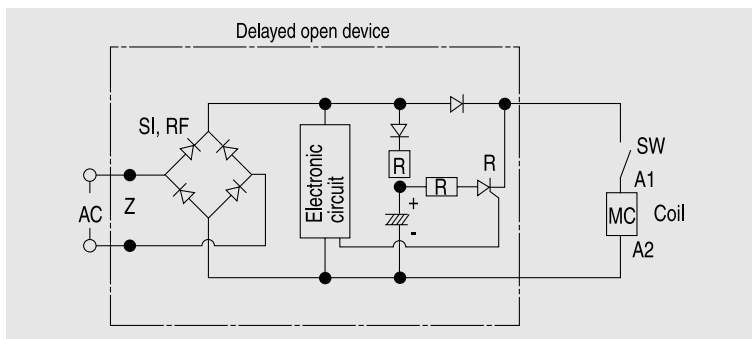 Delayed open device
SI, RF
AC
Z
Electronic
circuit
R
R
R
+
-
SW
A1
MC
Coil
A2